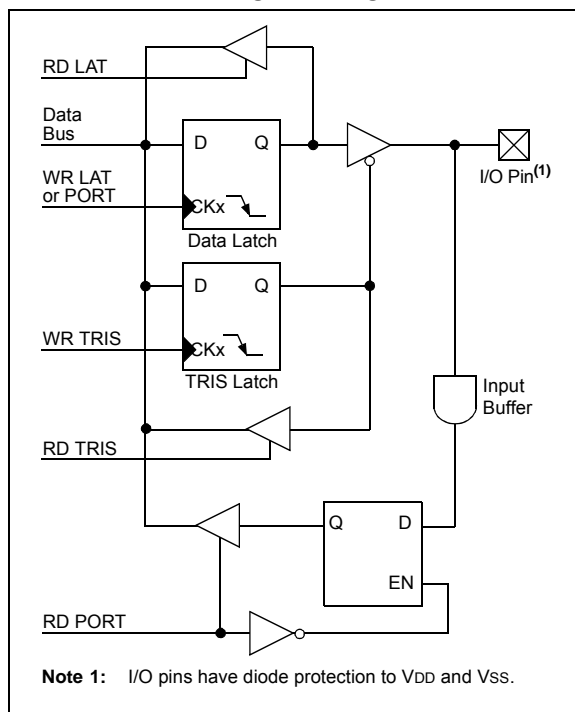 RD LAT
Data
Bus
D Q
WR LAT
or PORT
CKx
I/O Pin(1)
Data Latch
D Q
WR TRIS
CKx
TRIS Latch
Input
Buffer
RD TRIS
Q D
EN
RD PORT
Note 1: I/O pins have diode protection to VDD and VSS.